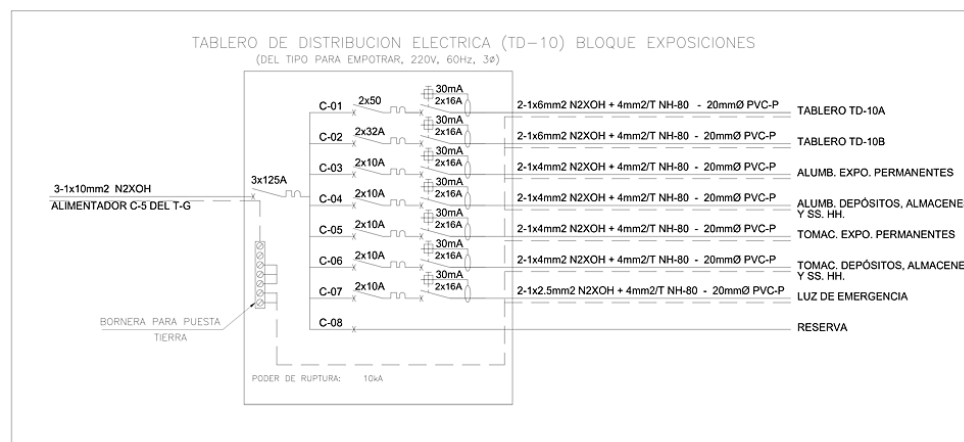 TABLERO DE DISTRIBUCION ELECTRICA (TD-10) BLOQUE EXPOSICIONES
(DEL TIPO PARA EMPOTRAR, 220V, 60Hz, 3ø)
30mA
C-01 2x50 2x16A 2-1x6mm2 N2XOH + 4mm2/T NH-80 - 20mmØ PVC-P TABLERO TD-10A
30mA
C-02 2x32A 2x16A 2-1x6mm2 N2XOH + 4mm2/T NH-80 - 20mmØ PVC-P TABLERO TD-10B
30mA
C-03 2x10A 2x16A 2-1x4mm2 N2XOH + 4mm2/T NH-80 - 20mmØ PVC-P ALUMB. EXPO. PERMANENTES
3x125A
30mA
3-1x10mm2 N2XOH
C-04 2x10A 2x16A 2-1x4mm2 N2XOH + 4mm2/T NH-80 - 20mmØ PVC-P ALUMB. DEPÓSITOS, ALMACENE
Y SS. HH.
ALIMENTADOR C-5 DEL T-G
30mA
C-05 2x10A 2x16A 2-1x4mm2 N2XOH + 4mm2/T NH-80 - 20mmØ PVC-P TOMAC. EXPO. PERMANENTES
30mA
C-06 2x10A 2x16A 2-1x4mm2 N2XOH + 4mm2/T NH-80 - 20mmØ PVC-P TOMAC. DEPÓSITOS, ALMACENE
Y SS. HH.
30mA
C-07 2x10A 2x16A 2-1x2.5mm2 N2XOH + 4mm2/T NH-80 - 20mmØ PVC-P LUZ DE EMERGENCIA
BORNERA PARA PUESTA
TIERRA
C-08 RESERVA
PODER DE RUPTURA: 10kA